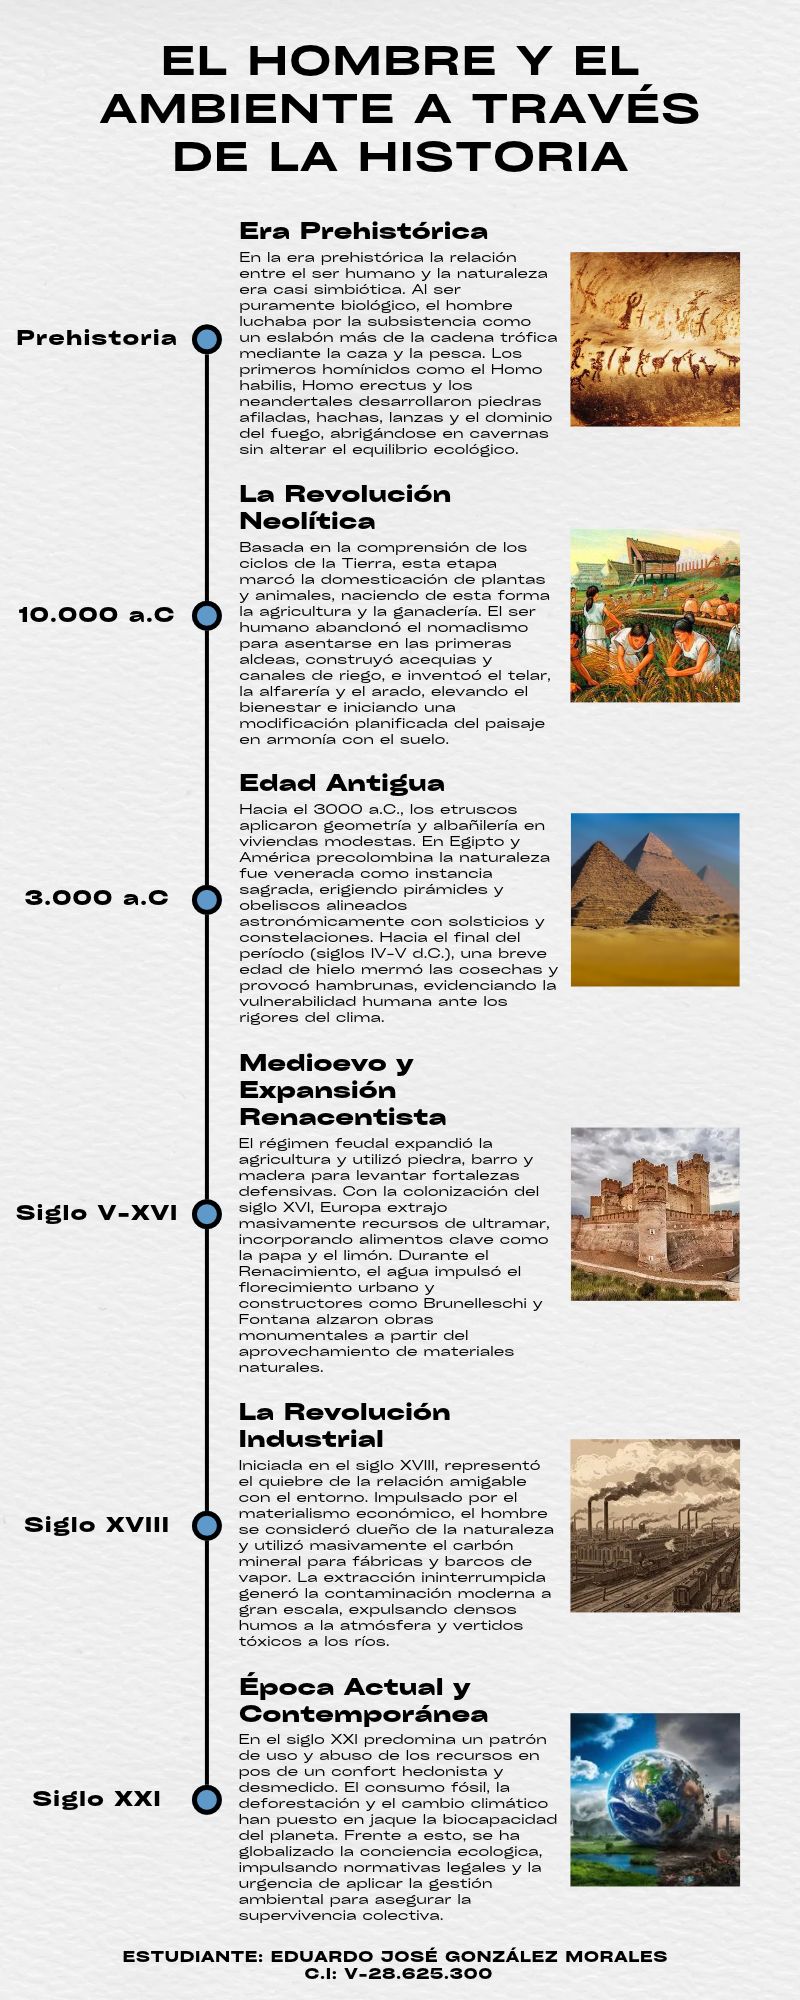 EL HOMBRE Y EL
AMBIENTE A TRAVÉS
DE LA HISTORIA
Era Prehistórica
En la era prehistórica la relación
entre el ser humano y la naturaleza
era casi simbiótica. Al ser
puramente biológico, el hombre
luchaba por la subsistencia como
un eslabón más de la cadena trófica
mediante la caza y la pesca. Los
primeros homínidos como el Homo
habilis, Homo erectus y los
neandertales desarrollaron piedras
afiladas, hachas, lanzas y el dominio
del fuego, abrigándose en cavernas
sin alterar el equilibrio ecológico.
Prehistoria
La Revolución
Neolítica
Basada en la comprensión de los
ciclos de la Tierra, esta etapa
marcó la domesticación de plantas
y animales, naciendo de esta forma
la agricultura y la ganadería. El ser
humano abandonó el nomadismo
para asentarse en las primeras
aldeas, construyó acequias y
canales de riego, e inventoó el telar,
la alfarería y el arado, elevando el
bienestar e iniciando una
modificación planificada del paisaje
en armonía con el suelo.
10.000 a.C
Edad Antigua
Hacia el 3000 a.C., los etruscos
aplicaron geometría y albañilería en
viviendas modestas. En Egipto y
América precolombina la naturaleza
fue venerada como instancia
sagrada, erigiendo pirámides y
obeliscos alineados
astronómicamente con solsticios y
constelaciones. Hacia el final del
período (siglos IV-V d.C.), una breve
edad de hielo mermó las cosechas y
provocó hambrunas, evidenciando la
vulnerabilidad humana ante los
rigores del clima.
3.000 a.C
Medioevo y
Expansión
Renacentista
El régimen feudal expandió la
agricultura y utilizó piedra, barro y
madera para levantar fortalezas
defensivas. Con la colonización del
siglo XVI, Europa extrajo
masivamente recursos de ultramar,
incorporando alimentos clave como
la papa y el limón. Durante el
Renacimiento, el agua impulsó el
florecimiento urbano y
constructores como Brunelleschi y
Fontana alzaron obras
monumentales a partir del
aprovechamiento de materiales
naturales.
Siglo V-XVI
La Revolución
Industrial
Iniciada en el siglo XVIII, representó
el quiebre de la relación amigable
con el entorno. Impulsado por el
materialismo económico, el hombre
se consideró dueño de la naturaleza
y utilizó masivamente el carbón
mineral para fábricas y barcos de
vapor. La extracción ininterrumpida
generó la contaminación moderna a
gran escala, expulsando densos
humos a la atmósfera y vertidos
tóxicos a los ríos.
Siglo XVIII
Época Actual y
Contemporánea
En el siglo XXI predomina un patrón
de uso y abuso de los recursos en
pos de un confort hedonista y
desmedido. El consumo fósil, la
deforestación y el cambio climático
han puesto en jaque la biocapacidad
del planeta. Frente a esto, se ha
globalizado la conciencia ecologica,
impulsando normativas legales y la
urgencia de aplicar la gestión
ambiental para asegurar la
supervivencia colectiva.
Siglo XXI
ESTUDIANTE: EDUARDO JOSÉ GONZÁLEZ MORALES
C.I: V-28.625.300